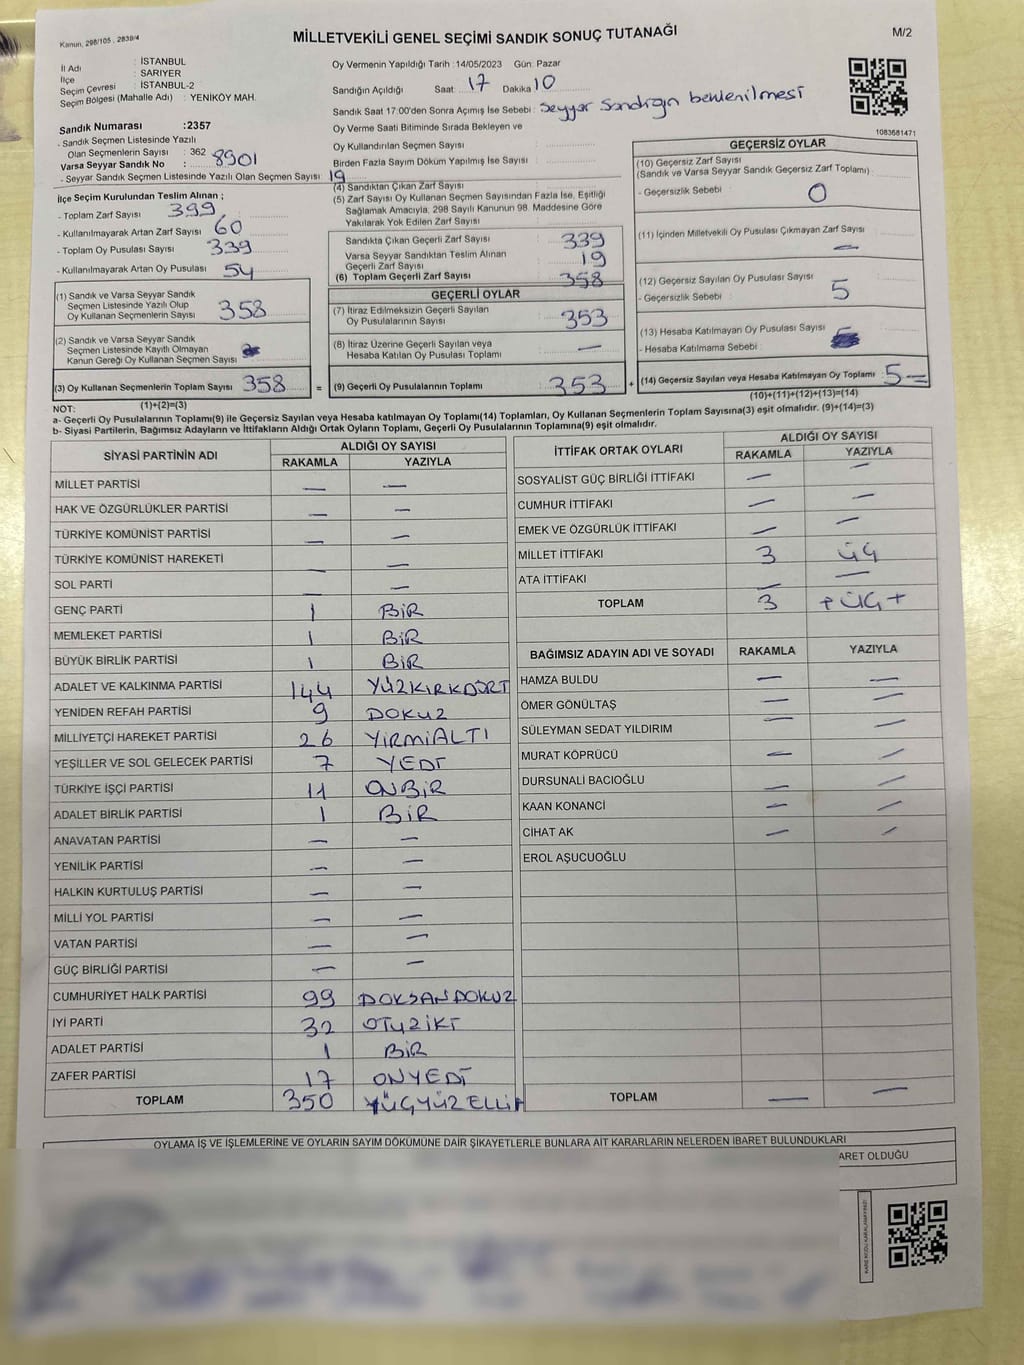 Kanun, 298/105 , 2839/4
MİLLETVEKİLİ GENEL SEÇİMİ SANDIK SONUÇ TUTANAĞI
M/2
İl Adı : İSTANBUL
İlçe : SARIYER
Seçim Çevresi : İSTANBUL-2
Seçim Bölgesi (Mahalle Adı) : YENİKÖY MAH.
Oy Vermenin Yapıldığı Tarih :14/05/2023 Gün: Pazar
Sandığın Açıldığı Saat 17 Dakika 10
Sandık Saat 17:00'den Sonra Açımış İse Sebebi : Seyyar Sandığın beklenilmesi
Oy Verme Saati Bitiminde Sırada Bekleyen ve
Oy Kullandırılan Seçmen Sayısı :
Birden Fazla Sayım Döküm Yapılmış İse Sayısı :
1083681471
Sandık Numarası :2357
- Sandık Seçmen Listesinde Yazılı
Olan Seçmenlerin Sayısı : 362
Varsa Seyyar Sandık No : 8901
- Seyyar Sandık Seçmen Listesinde Yazılı Olan Seçmen Sayısı : 19
İlçe Seçim Kurulundan Teslim Alınan ;
- Toplam Zarf Sayısı : 399
- Kullanılmayarak Artan Zarf Sayısı : 60
- Toplam Oy Pusulası Sayısı : 339
- Kullanılmayarak Artan Oy Pusulası : 54
(1) Sandık ve Varsa Seyyar Sandık
Seçmen Listesinde Yazılı Olup
Oy Kullanan Seçmenlerin Sayısı : 358
(2) Sandık ve Varsa Seyyar Sandık
Seçmen Listesinde Kayıtlı Olmayan
Kanun Gereği Oy Kullanan Seçmen Sayısı :
(3) Oy Kullanan Seçmenlerin Toplam Sayısı : 358 =
(1)+(2)=(3)
(4) Sandıktan Çıkan Zarf Sayısı :
(5) Zarf Sayısı Oy Kullanan Seçmen Sayısından Fazla İse, Eşitliği
Sağlamak Amacıyla; 298 Sayılı Kanunun 98. Maddesine Göre
Yakılarak Yok Edilen Zarf Sayısı :
Sandıkta Çıkan Geçerli Zarf Sayısı : 339
Varsa Seyyar Sandıktan Teslim Alınan
Geçerli Zarf Sayısı : 19
(6) Toplam Geçerli Zarf Sayısı : 358
GEÇERLİ OYLAR
(7) İtiraz Edilmeksizin Geçerli Sayılan
Oy Pusulalarının Sayısı : 353
(8) İtiraz Üzerine Geçerli Sayılan veya
Hesaba Katılan Oy Pusulası Toplamı : —
(9) Geçerli Oy Pusulalarının Toplamı : 353 +
GEÇERSİZ OYLAR
(10) Geçersiz Zarf Sayısı
(Sandık ve Varsa Seyyar Sandık Geçersiz Zarf Toplamı)
- Geçersizlik Sebebi : 0
(11) İçinden Milletvekili Oy Pusulası Çıkmayan Zarf Sayısı : —
(12) Geçersiz Sayılan Oy Pusulası Sayısı : 5
- Geçersizlik Sebebi :
(13) Hesaba Katılmayan Oy Pusulası Sayısı :
- Hesaba Katılmama Sebebi :
(14) Geçersiz Sayılan veya Hesaba Katılmayan Oy Toplamı : 5—
(10)+(11)+(12)+(13)=(14)
NOT:
a- Geçerli Oy Pusulaları Toplamı(9) ile Geçersiz Sayılan veya Hesaba katılmayan Oy Toplamı(14) Toplamları, Oy Kullanan Seçmenlerin Toplam Sayısına(3) eşit olmalıdır. (9)+(14)=(3)
b- Siyasi Partilerin, Bağımsız Adayların ve İttifakların Aldığı Ortak Oyların Toplamı, Geçerli Oy Pusulalarının Toplamına(9) eşit olmalıdır.
SİYASİ PARTİNİN ADI ALDIĞI OY SAYISI
RAKAMLA YAZIYLA
MİLLET PARTİSİ — —
HAK VE ÖZGÜRLÜKLER PARTİSİ — —
TÜRKİYE KOMÜNİST PARTİSİ — —
TÜRKİYE KOMÜNİST HAREKETİ — —
SOL PARTİ — —
GENÇ PARTİ 1 BİR
MEMLEKET PARTİSİ 1 BİR
BÜYÜK BİRLİK PARTİSİ 1 BİR
ADALET VE KALKINMA PARTİSİ 144 YÜZKIRKDÖRT
YENİDEN REFAH PARTİSİ 9 DOKUZ
MİLLİYETÇİ HAREKET PARTİSİ 26 YİRMİALTI
YEŞİLLER VE SOL GELECEK PARTİSİ 7 YEDİ
TÜRKİYE İŞÇİ PARTİSİ 11 ONBİR
ADALET BİRLİK PARTİSİ 1 BİR
ANAVATAN PARTİSİ — —
YENİLİK PARTİSİ — —
HALKIN KURTULUŞ PARTİSİ — —
MİLLİ YOL PARTİSİ — —
VATAN PARTİSİ — —
GÜÇ BİRLİĞİ PARTİSİ — —
CUMHURİYET HALK PARTİSİ 99 DOKSANDOKUZ
İYİ PARTİ 32 OTUZİKİ
ADALET PARTİSİ 1 BİR
ZAFER PARTİSİ 17 ONYEDİ
TOPLAM 350 ÜÇYÜZELLİ
İTTİFAK ORTAK OYLARI ALDIĞI OY SAYISI
RAKAMLA YAZIYLA
SOSYALİST GÜÇ BİRLİĞİ İTTİFAKI — —
CUMHUR İTTİFAKI — —
EMEK VE ÖZGÜRLÜK İTTİFAKI — —
MİLLET İTTİFAKI 3 ÜÇ
ATA İTTİFAKI — —
TOPLAM 3 +ÜÇ+
BAĞIMSIZ ADAYIN ADI VE SOYADI RAKAMLA YAZIYLA
HAMZA BULDU — —
ÖMER GÖNÜLTAŞ — —
SÜLEYMAN SEDAT YILDIRIM — —
MURAT KÖPRÜCÜ — —
DURSUNALİ BACIOĞLU — —
KAAN KONANCİ — —
CİHAT AK — —
EROL AŞUCUOĞLU
TOPLAM — —
OYLAMA İŞ VE İŞLEMLERİNE VE OYLARIN SAYIM DÖKÜMÜNE DAİR ŞİKAYETLERLE BUNLARA AİT KARARLARIN NELERDEN İBARET BULUNDUKLARI
ARET OLDUĞU